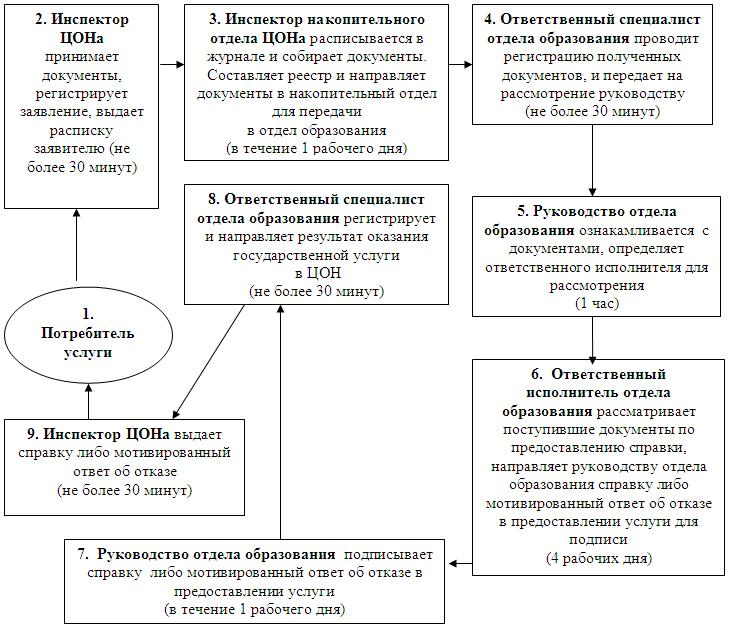 2. Инспектор
ЦОНа
принимает
документы,
регистрирует
заявление, выдает
расписку
заявителю (не
более 30 минут)
3. Инспектор накопительного
отдела ЦОНа расписывается в
журнале и собирает документы.
Составляет реестр и направляет
документы в накопительный отдел
для передачи
в отдел образования
(в течение 1 рабочего дня)
4. Ответственный специалист
отдела образования проводит
регистрацию полученных
документов, и передает на
рассмотрение руководству
(не более 30 минут)
5. Руководство отдела
образования ознакамливается с
документами, определяет
ответственного исполнителя для
рассмотрения
(1 час)
6. Ответственный
исполнитель отдела
образования рассматривает
поступившие документы по
предоставлению справки,
направляет руководству отдела
образования справку либо
мотивированный ответ об отказе
в предоставлении услуги для
подписи
(4 рабочих дня)
7. Руководство отдела образования подписывает
справку либо мотивированный ответ об отказе в
предоставлении услуги
(в течение 1 рабочего дня)
8. Ответственный специалист
отдела образования регистрирует
и направляет результат оказания
государственной услуги
в ЦОН
(не более 30 минут)
9. Инспектор ЦОНа выдает
справку либо мотивированный
ответ об отказе
(не более 30 минут)
1.
Потребитель
услуги